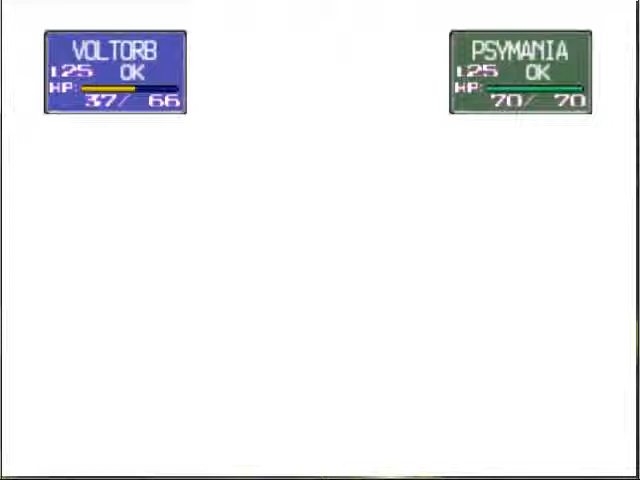 VOLTORB
L25 OK
HP:
37/ 66
PSYMANIA
L25 OK
HP:
70/ 70